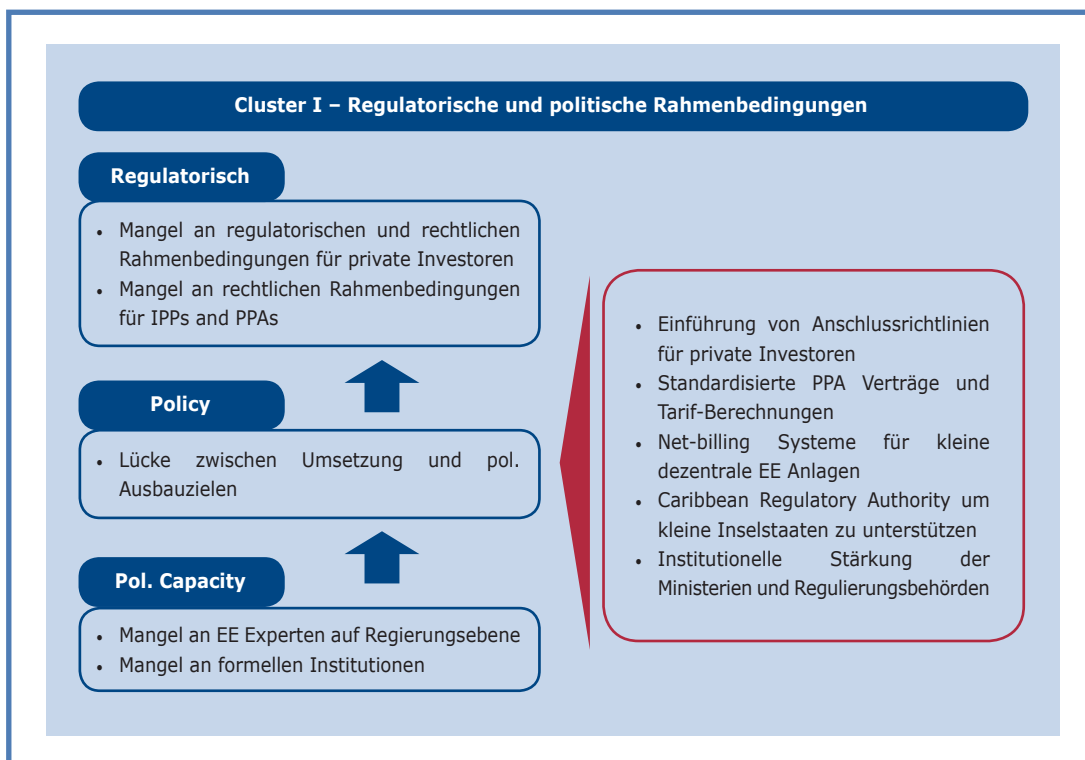 Cluster I – Regulatorische und politische Rahmenbedingungen
Regulatorisch
• Mangel an regulatorischen und rechtlichen
Rahmenbedingungen für private Investoren
• Mangel an rechtlichen Rahmenbedingungen
für IPPs and PPAs
Policy
• Lücke zwischen Umsetzung und pol.
Ausbauzielen
Pol. Capacity
• Mangel an EE Experten auf Regierungsebene
• Mangel an formellen Institutionen
• Einführung von Anschlussrichtlinien
für private Investoren
• Standardisierte PPA Verträge und
Tarif-Berechnungen
• Net-billing Systeme für kleine
dezentrale EE Anlagen
• Caribbean Regulatory Authority um
kleine Inselstaaten zu unterstützen
• Institutionelle Stärkung der
Ministerien und Regulierungsbehörden